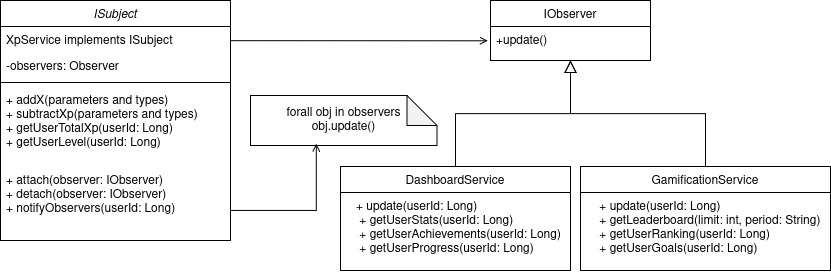 ISubject
XpService implements ISubject
-observers: Observer
+ addX(parameters and types)
+ subtractXp(parameters and types)
+ getUserTotalXp(userId: Long)
+ getUserLevel(userId: Long)
+ attach(observer: IObserver)
+ detach(observer: IObserver)
+ notifyObservers(userId: Long)
forall obj in observers
obj.update()
IObserver
+update()
DashboardService
+ update(userId: Long)
+ getUserStats(userId: Long)
+ getUserAchievements(userId: Long)
+ getUserProgress(userId: Long)
GamificationService
+ update(userId: Long)
+ getLeaderboard(limit: int, period: String)
+ getUserRanking(userId: Long)
+ getUserGoals(userId: Long)